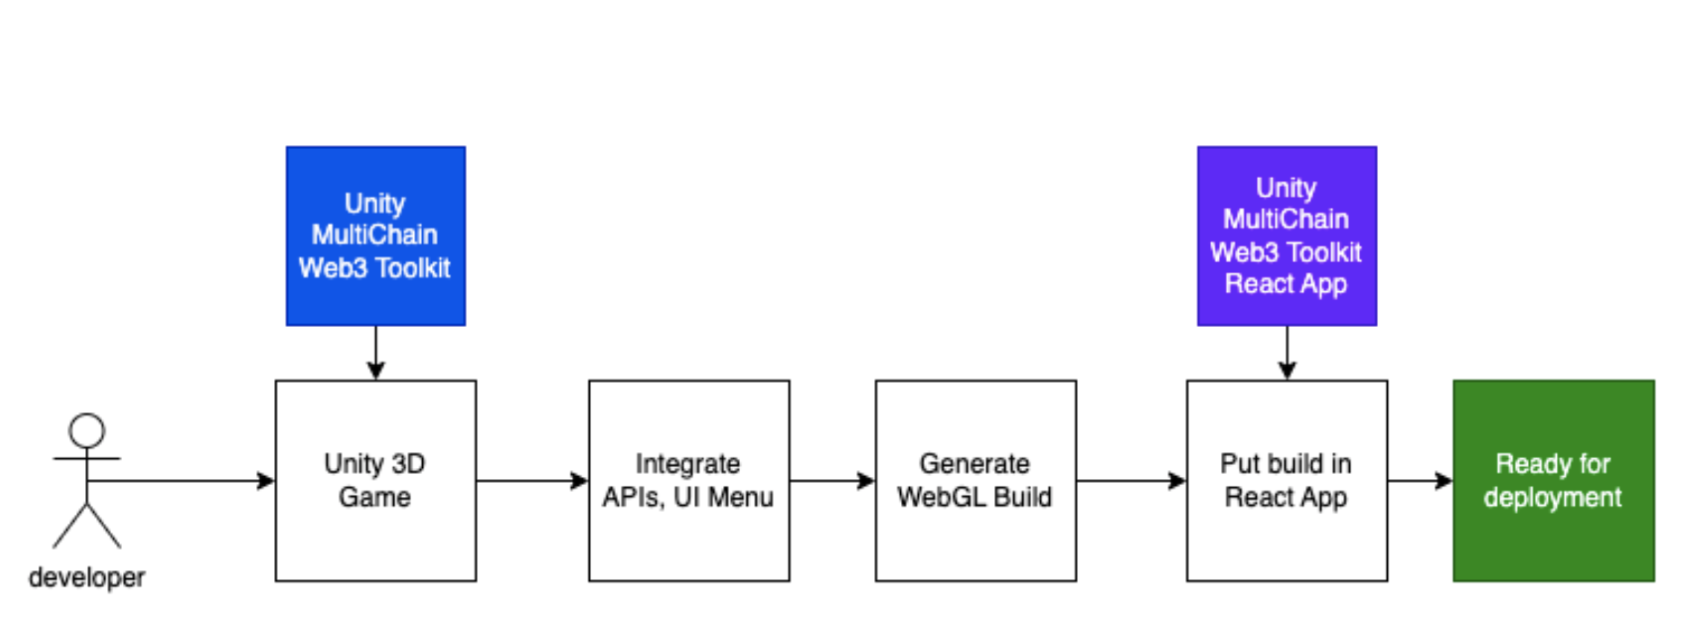 Unity
MultiChain
Web3 Toolkit
Unity
MultiChain
Web3 Toolkit
React App
developer
Unity 3D
Game
Integrate
APIs, UI Menu
Generate
WebGL Build
Put build in
React App
Ready for
deployment